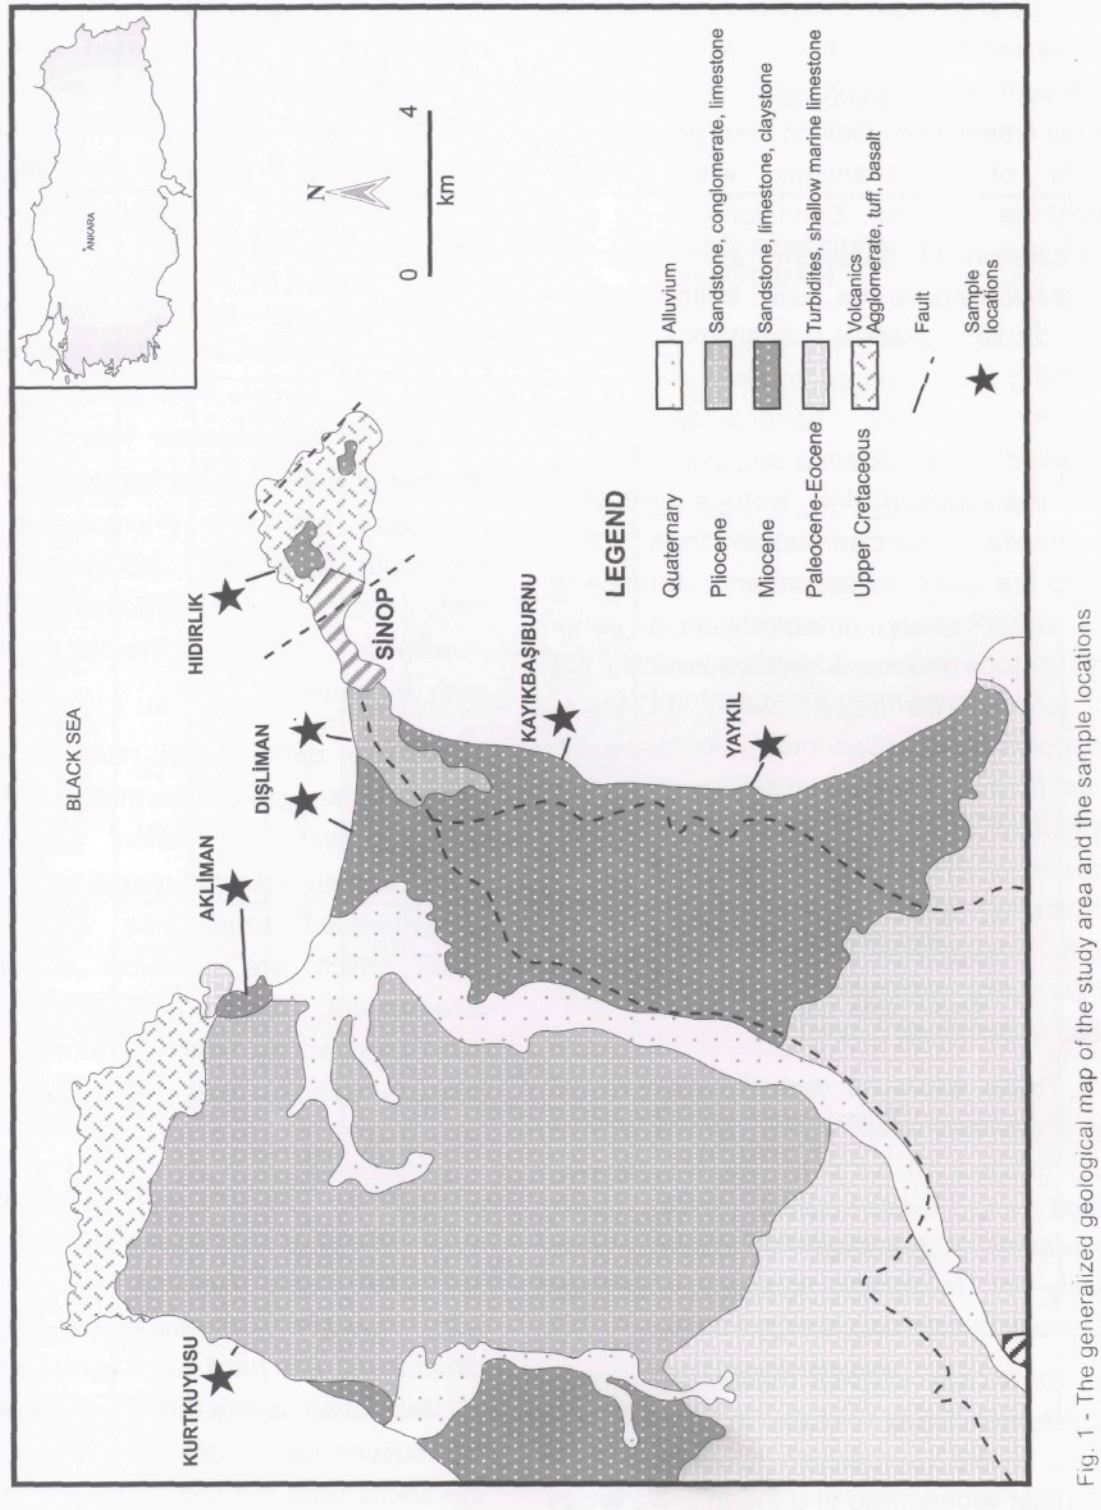 ANKARA
N
0 4
km
BLACK SEA
HIDIRLIK
SİNOP
DIŞLİMAN
AKLİMAN
KAYIKBAŞIBURNU
YAYKIL
KURTKUYUSU
LEGEND
Quaternary Alluvium
Pliocene Sandstone, conglomerate, limestone
Miocene Sandstone, limestone, claystone
Paleocene-Eocene Turbidites, shallow marine limestone
Upper Cretaceous Volcanics
Agglomerate, tuff, basalt
Fault
Sample
locations
Fig. 1 - The generalized geological map of the study area and the sample locations